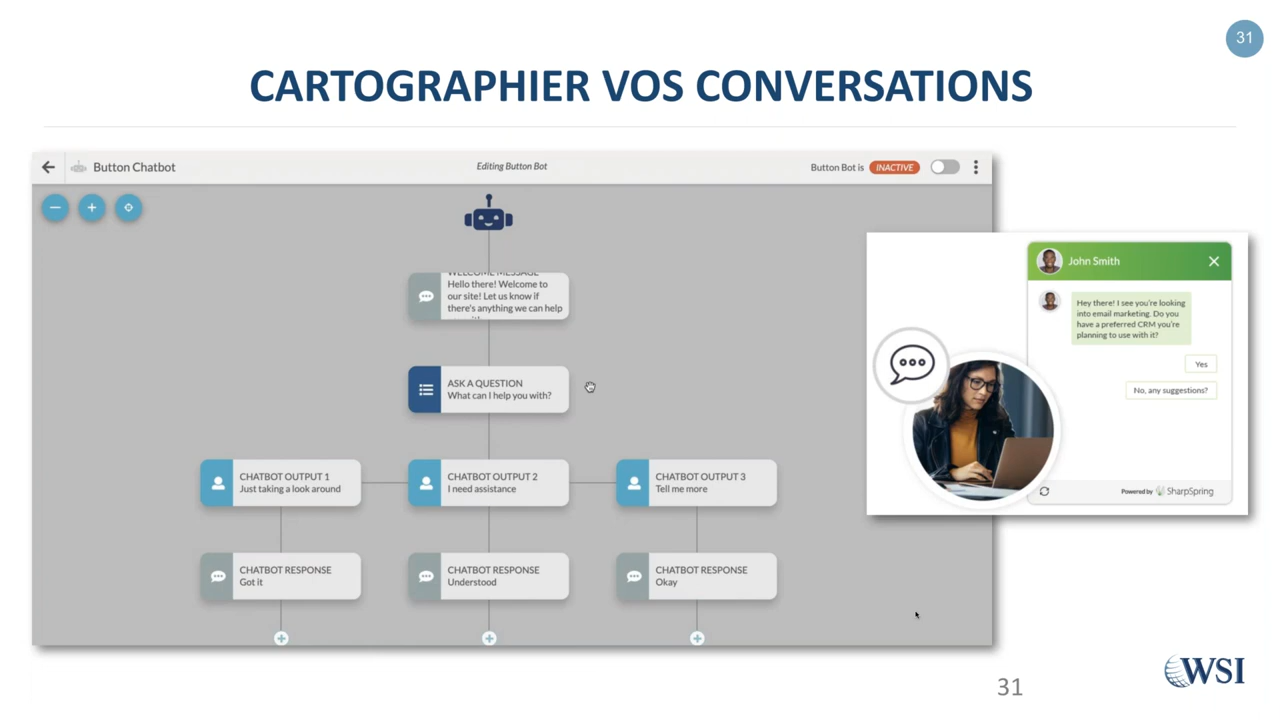 31
CARTOGRAPHIER VOS CONVERSATIONS
Button Chatbot
Editing Button Bot
Button Bot is INACTIVE
WELCOME MESSAGE
Hello there! Welcome to
our site! Let us know if
there's anything we can help
ASK A QUESTION
What can I help you with?
CHATBOT OUTPUT 1
Just taking a look around
CHATBOT OUTPUT 2
I need assistance
CHATBOT OUTPUT 3
Tell me more
CHATBOT RESPONSE
Got it
CHATBOT RESPONSE
Understood
CHATBOT RESPONSE
Okay
John Smith
Hey there! I see you're looking
into email marketing. Do you
have a preferred CRM you're
planning to use with it?
Yes
No, any suggestions?
Powered by SharpSpring
31
WSI